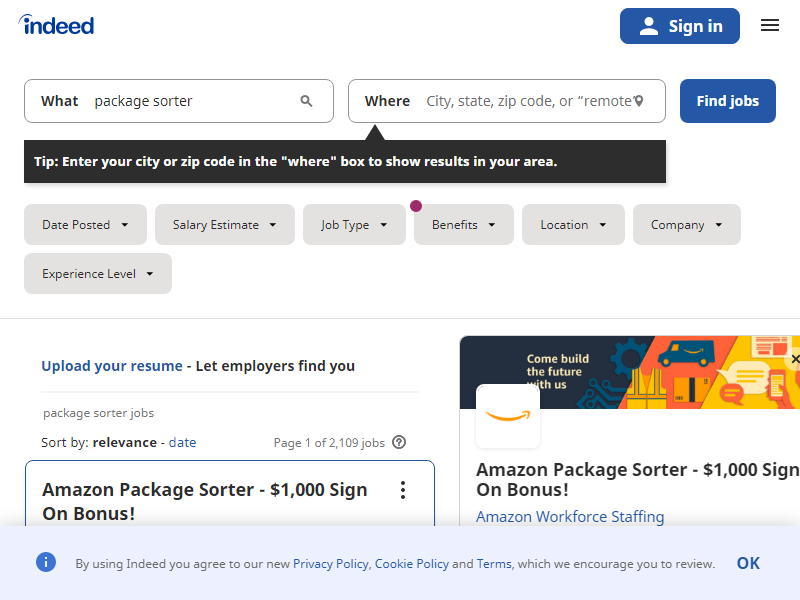 indeed
Sign in
What package sorter
Where City, state, zip code, or "remote"
Find jobs
Tip: Enter your city or zip code in the "where" box to show results in your area.
Date Posted
Salary Estimate
Job Type
Benefits
Location
Company
Experience Level
Upload your resume - Let employers find you
package sorter jobs
Sort by: relevance - date
Page 1 of 2,109 jobs
Amazon Package Sorter - $1,000 Sign
On Bonus!
Come build
the future
with us
Amazon Package Sorter - $1,000 Sign
On Bonus!
Amazon Workforce Staffing
By using Indeed you agree to our new Privacy Policy, Cookie Policy and Terms, which we encourage you to review.
OK